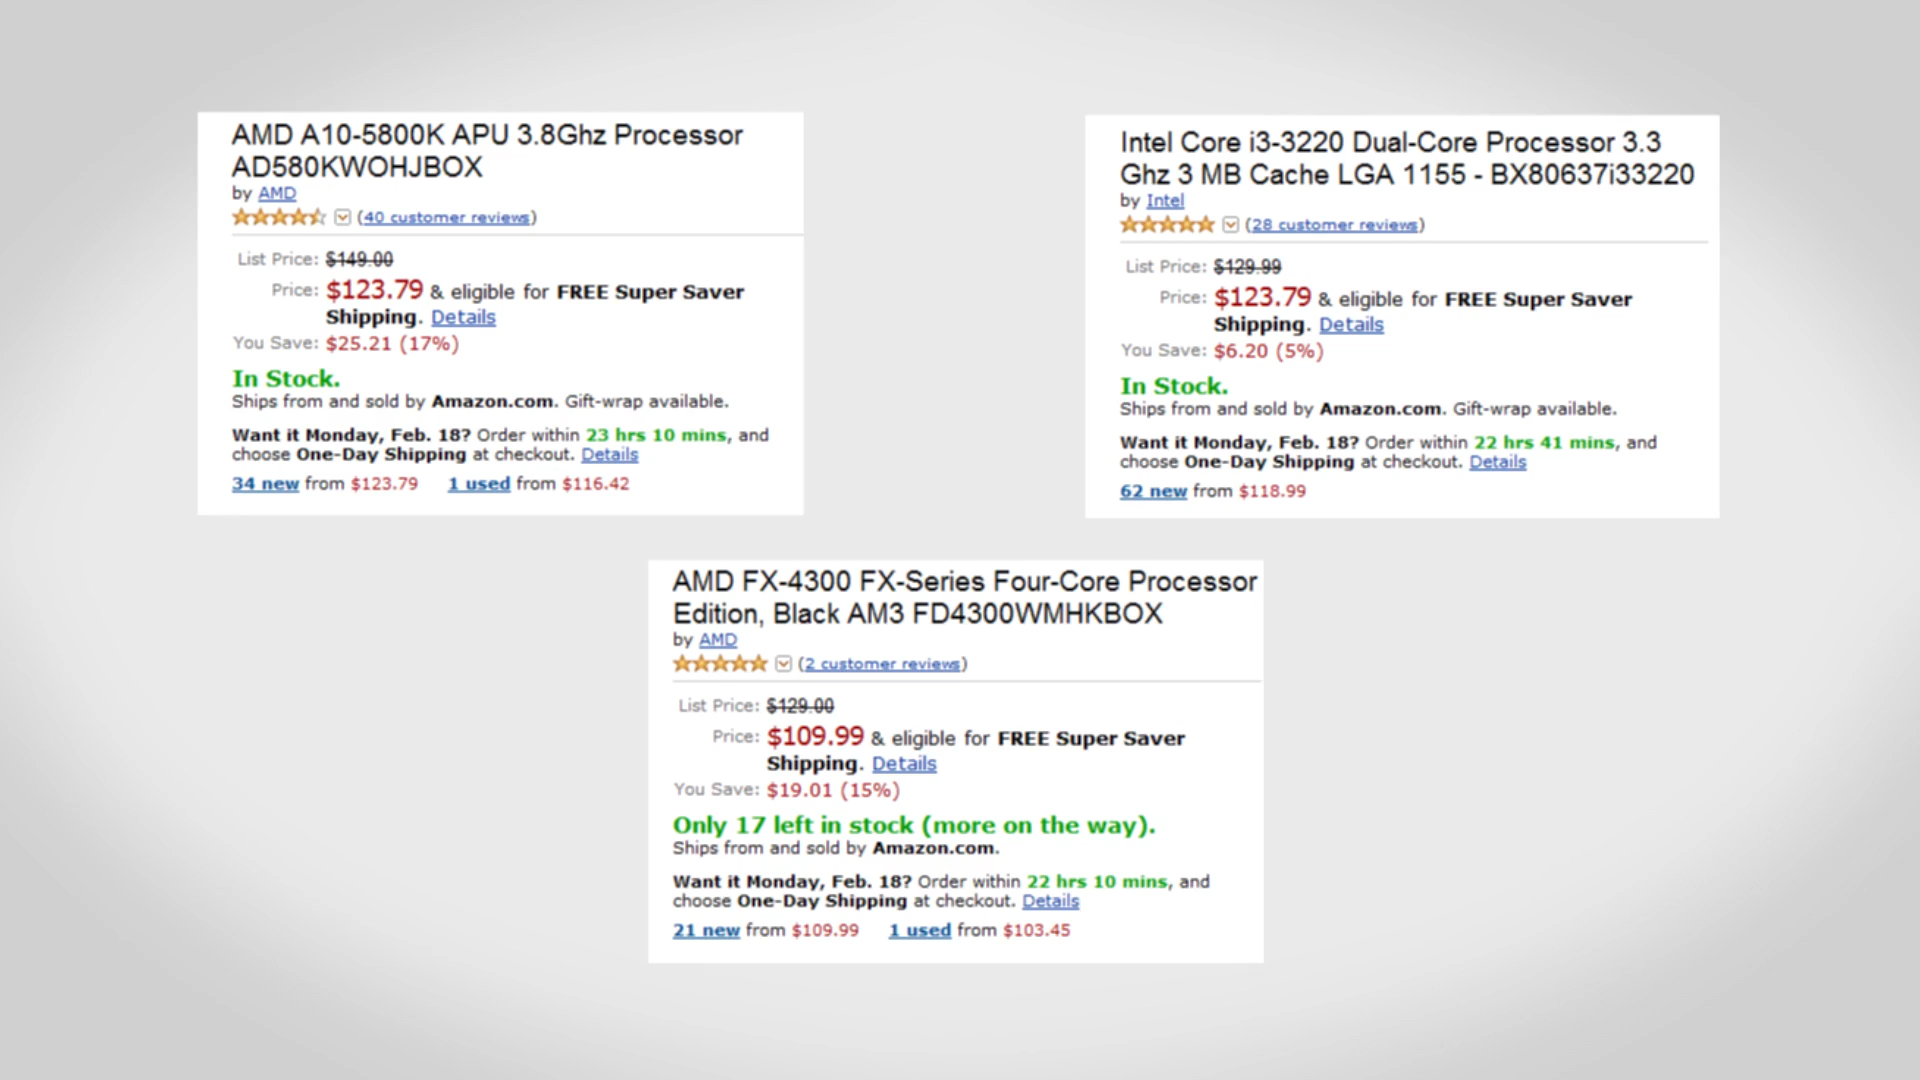 AMD A10-5800K APU 3.8Ghz Processor
AD580KWOHJBOX
by AMD
(40 customer reviews)
List Price: $149.00
Price: $123.79 & eligible for FREE Super Saver
Shipping. Details
You Save: $25.21 (17%)
In Stock.
Ships from and sold by Amazon.com. Gift-wrap available.
Want it Monday, Feb. 18? Order within 23 hrs 10 mins, and
choose One-Day Shipping at checkout. Details
34 new from $123.79 1 used from $116.42
Intel Core i3-3220 Dual-Core Processor 3.3
Ghz 3 MB Cache LGA 1155 - BX80637i33220
by Intel
(28 customer reviews)
List Price: $129.99
Price: $123.79 & eligible for FREE Super Saver
Shipping. Details
You Save: $6.20 (5%)
In Stock.
Ships from and sold by Amazon.com. Gift-wrap available.
Want it Monday, Feb. 18? Order within 22 hrs 41 mins, and
choose One-Day Shipping at checkout. Details
62 new from $118.99
AMD FX-4300 FX-Series Four-Core Processor
Edition, Black AM3 FD4300WMHKBOX
by AMD
(2 customer reviews)
List Price: $129.00
Price: $109.99 & eligible for FREE Super Saver
Shipping. Details
You Save: $19.01 (15%)
Only 17 left in stock (more on the way).
Ships from and sold by Amazon.com.
Want it Monday, Feb. 18? Order within 22 hrs 10 mins, and
choose One-Day Shipping at checkout. Details
21 new from $109.99 1 used from $103.45